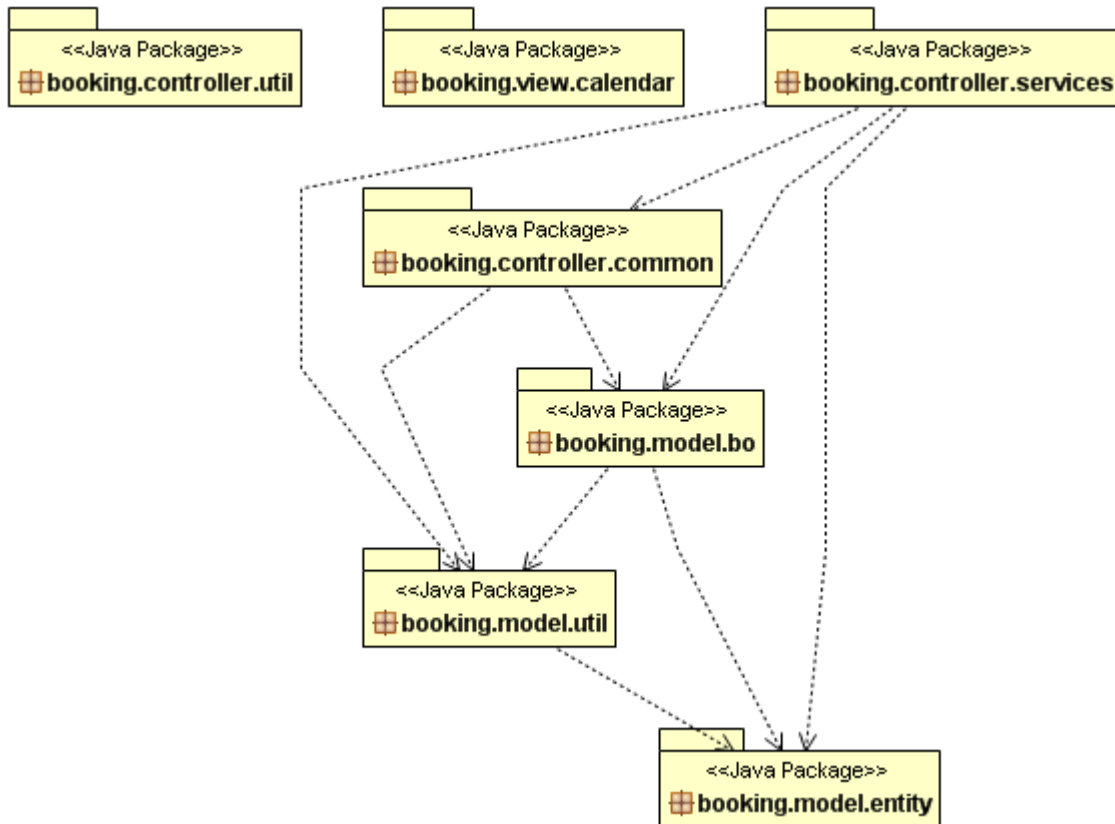 <<Java Package>>
booking.controller.util
<<Java Package>>
booking.view.calendar
<<Java Package>>
booking.controller.services
<<Java Package>>
booking.controller.common
<<Java Package>>
booking.model.bo
<<Java Package>>
booking.model.util
<<Java Package>>
booking.model.entity